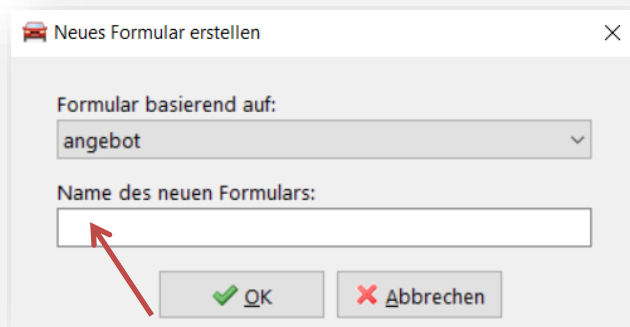 Neues Formular erstellen
Formular basierend auf:
angebot
Name des neuen Formulars:
OK Abbrechen